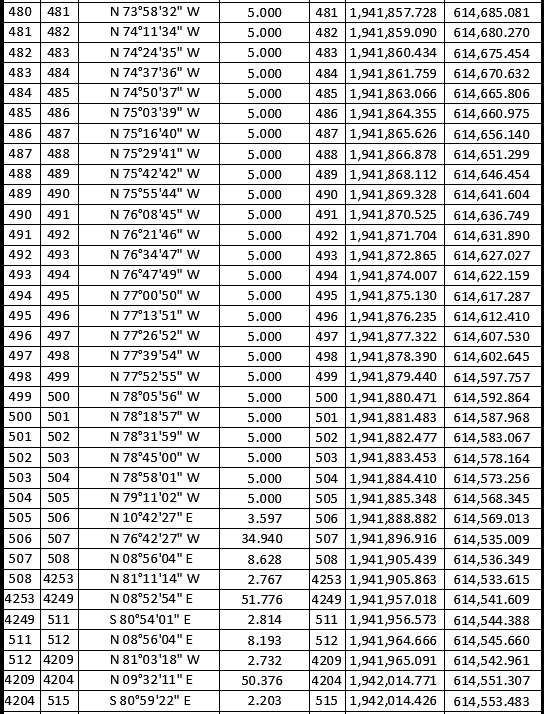 480 481 N 73°58'32" W 5.000 481 1,941,857.728 614,685.081
481 482 N 74°11'34" W 5.000 482 1,941,859.090 614,680.270
482 483 N 74°24'35" W 5.000 483 1,941,860.434 614,675.454
483 484 N 74°37'36" W 5.000 484 1,941,861.759 614,670.632
484 485 N 74°50'37" W 5.000 485 1,941,863.066 614,665.806
485 486 N 75°03'39" W 5.000 486 1,941,864.355 614,660.975
486 487 N 75°16'40" W 5.000 487 1,941,865.626 614,656.140
487 488 N 75°29'41" W 5.000 488 1,941,866.878 614,651.299
488 489 N 75°42'42" W 5.000 489 1,941,868.112 614,646.454
489 490 N 75°55'44" W 5.000 490 1,941,869.328 614,641.604
490 491 N 76°08'45" W 5.000 491 1,941,870.525 614,636.749
491 492 N 76°21'46" W 5.000 492 1,941,871.704 614,631.890
492 493 N 76°34'47" W 5.000 493 1,941,872.865 614,627.027
493 494 N 76°47'49" W 5.000 494 1,941,874.007 614,622.159
494 495 N 77°00'50" W 5.000 495 1,941,875.130 614,617.287
495 496 N 77°13'51" W 5.000 496 1,941,876.235 614,612.410
496 497 N 77°26'52" W 5.000 497 1,941,877.322 614,607.530
497 498 N 77°39'54" W 5.000 498 1,941,878.390 614,602.645
498 499 N 77°52'55" W 5.000 499 1,941,879.440 614,597.757
499 500 N 78°05'56" W 5.000 500 1,941,880.471 614,592.864
500 501 N 78°18'57" W 5.000 501 1,941,881.483 614,587.968
501 502 N 78°31'59" W 5.000 502 1,941,882.477 614,583.067
502 503 N 78°45'00" W 5.000 503 1,941,883.453 614,578.164
503 504 N 78°58'01" W 5.000 504 1,941,884.410 614,573.256
504 505 N 79°11'02" W 5.000 505 1,941,885.348 614,568.345
505 506 N 10°42'27" E 3.597 506 1,941,888.882 614,569.013
506 507 N 76°42'27" W 34.940 507 1,941,896.916 614,535.009
507 508 N 08°56'04" E 8.628 508 1,941,905.439 614,536.349
508 4253 N 81°11'14" W 2.767 4253 1,941,905.863 614,533.615
4253 4249 N 08°52'54" E 51.776 4249 1,941,957.018 614,541.609
4249 511 S 80°54'01" E 2.814 511 1,941,956.573 614,544.388
511 512 N 08°56'04" E 8.193 512 1,941,964.666 614,545.660
512 4209 N 81°03'18" W 2.732 4209 1,941,965.091 614,542.961
4209 4204 N 09°32'11" E 50.376 4204 1,942,014.771 614,551.307
4204 515 S 80°59'22" E 2.203 515 1,942,014.426 614,553.483